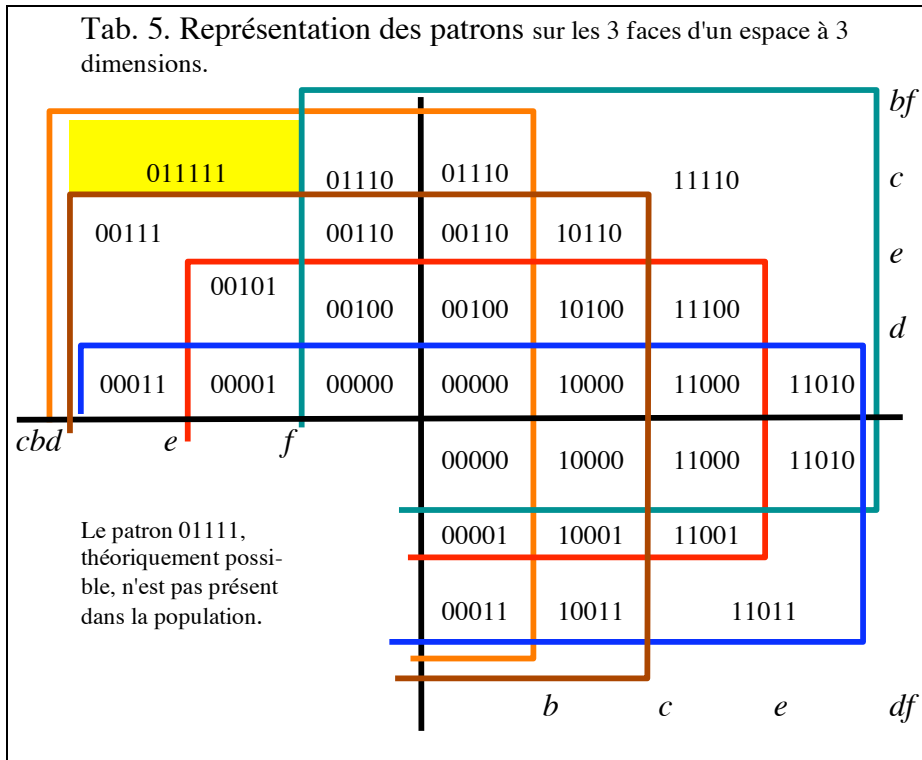 Tab. 5. Représentation des patrons sur les 3 faces d'un espace à 3
dimensions.
bf
011111 01110 01110 11110 c
00111 00110 00110 10110 e
00101
00100 00100 10100 11100 d
00011 00001 00000 00000 10000 11000 11010
cbd e f
00000 10000 11000 11010
Le patron 01111,
théoriquement possi-
ble, n'est pas présent
dans la population.
00001 10001 11001
00011 10011 11011
b c e df